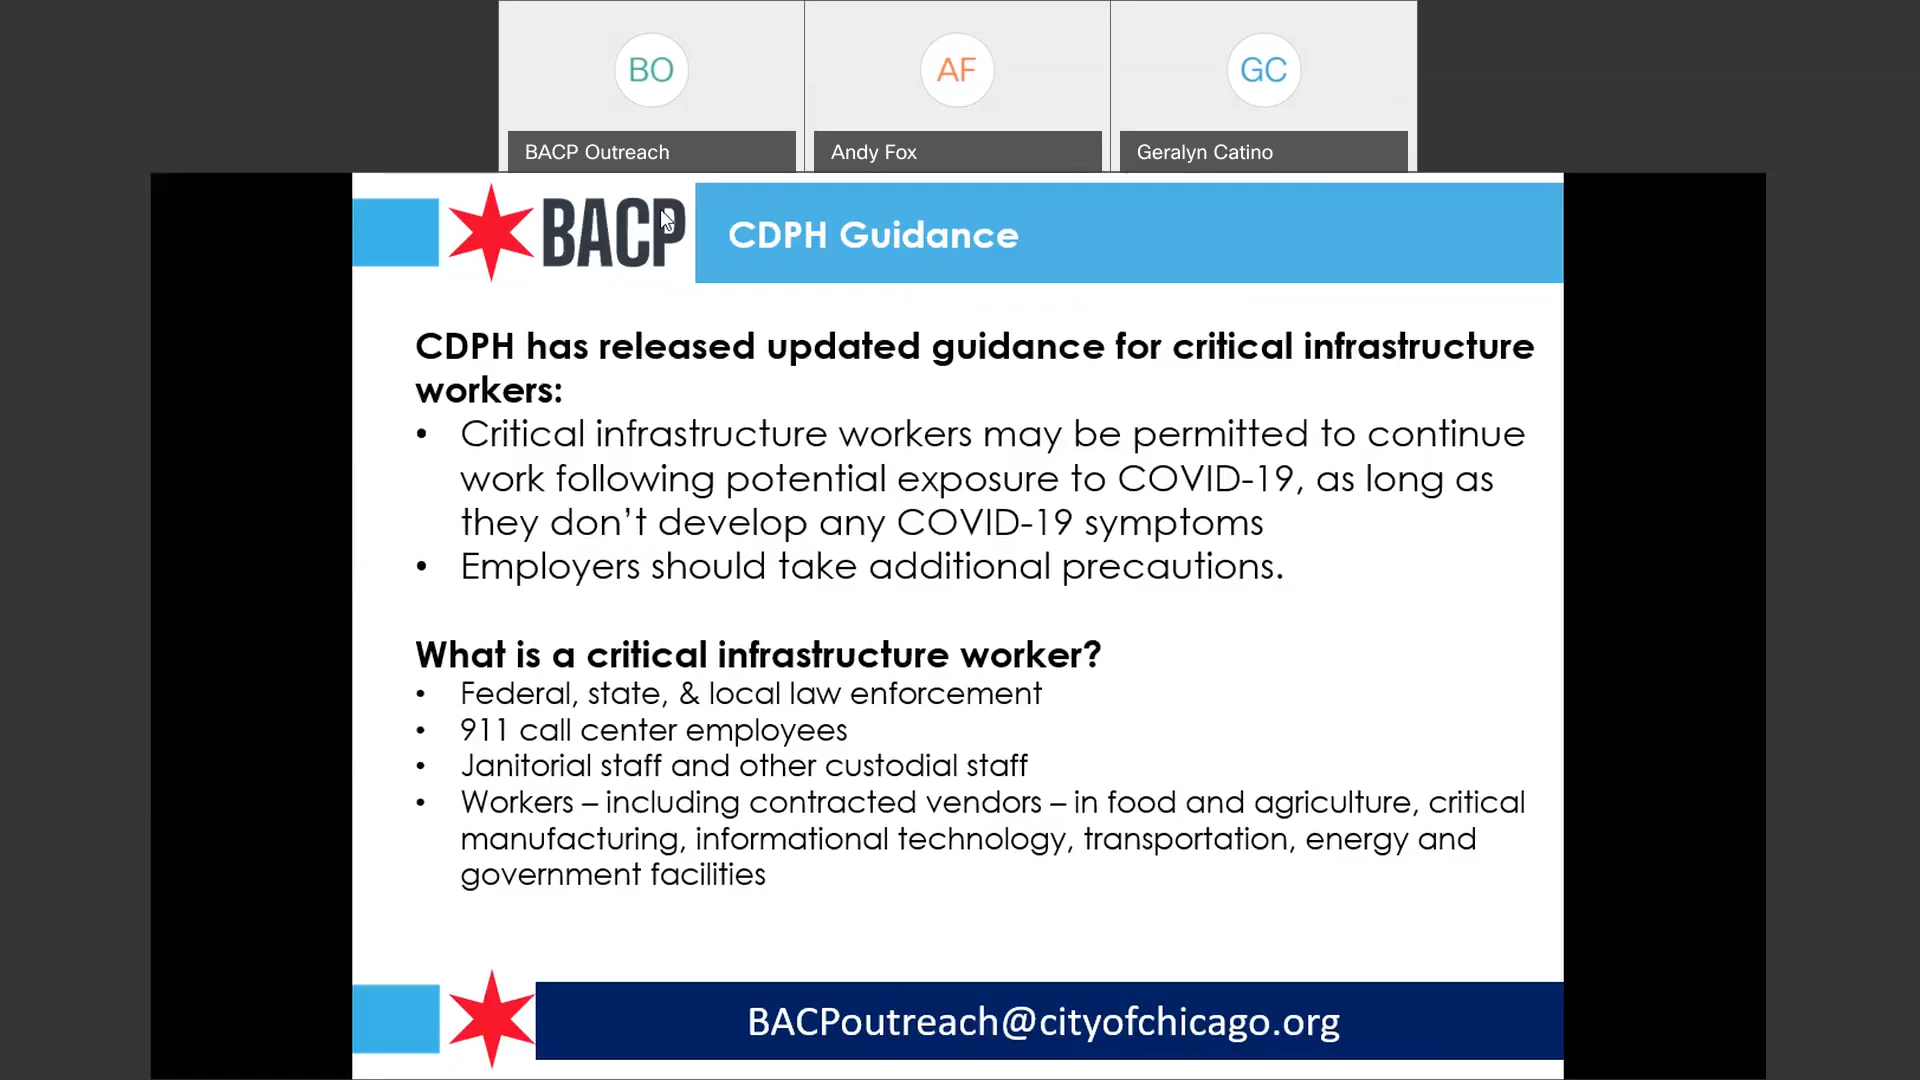 BO
AF
GC
BACP Outreach
Andy Fox
Geralyn Catino
BACP
CDPH Guidance
CDPH has released updated guidance for critical infrastructure
workers:
• Critical infrastructure workers may be permitted to continue
work following potential exposure to COVID-19, as long as
they don’t develop any COVID-19 symptoms
• Employers should take additional precautions.
What is a critical infrastructure worker?
• Federal, state, & local law enforcement
• 911 call center employees
• Janitorial staff and other custodial staff
• Workers – including contracted vendors – in food and agriculture, critical
manufacturing, informational technology, transportation, energy and
government facilities
BACPoutreach@cityofchicago.org